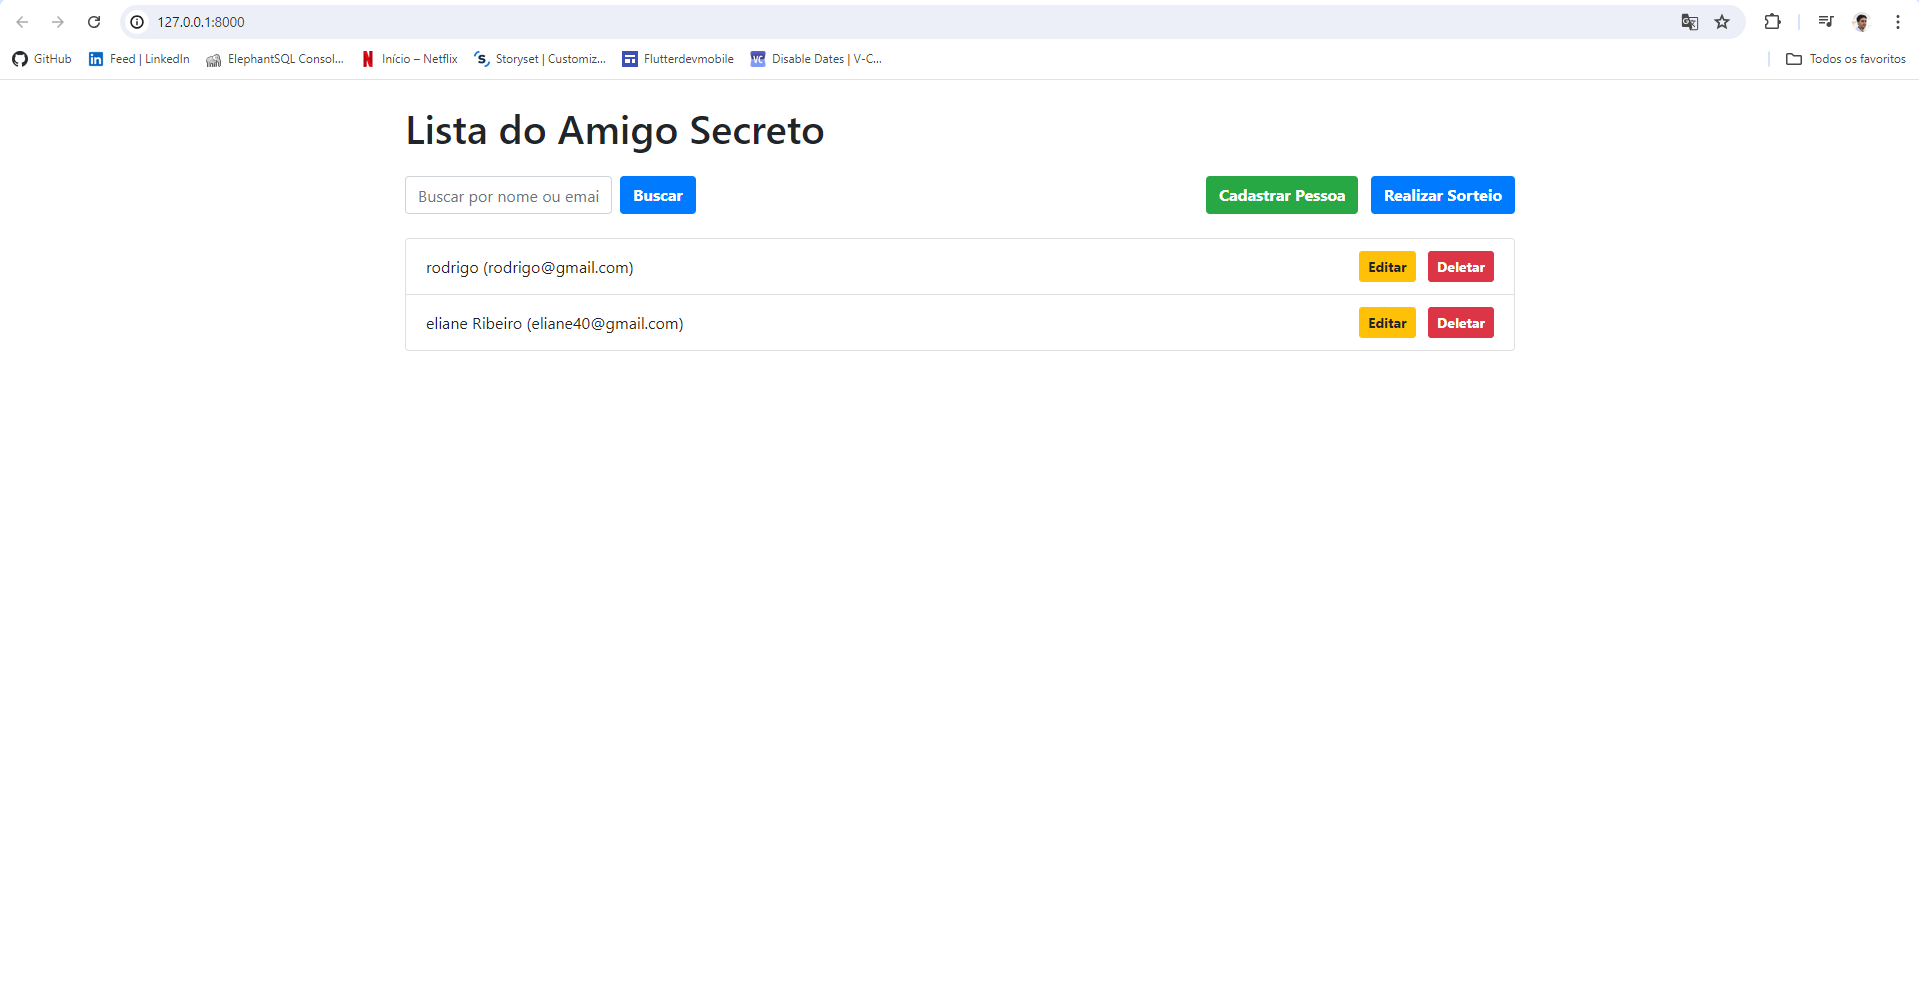 127.0.0.1:8000
GitHub Feed | LinkedIn ElephantSQL Consol... Início – Netflix Storyset | Customiz... Flutterdevmobile VC Disable Dates | V-C... Todos os favoritos
Lista do Amigo Secreto
Buscar por nome ou emai Buscar Cadastrar Pessoa Realizar Sorteio
rodrigo (rodrigo@gmail.com) Editar Deletar
eliane Ribeiro (eliane40@gmail.com) Editar Deletar